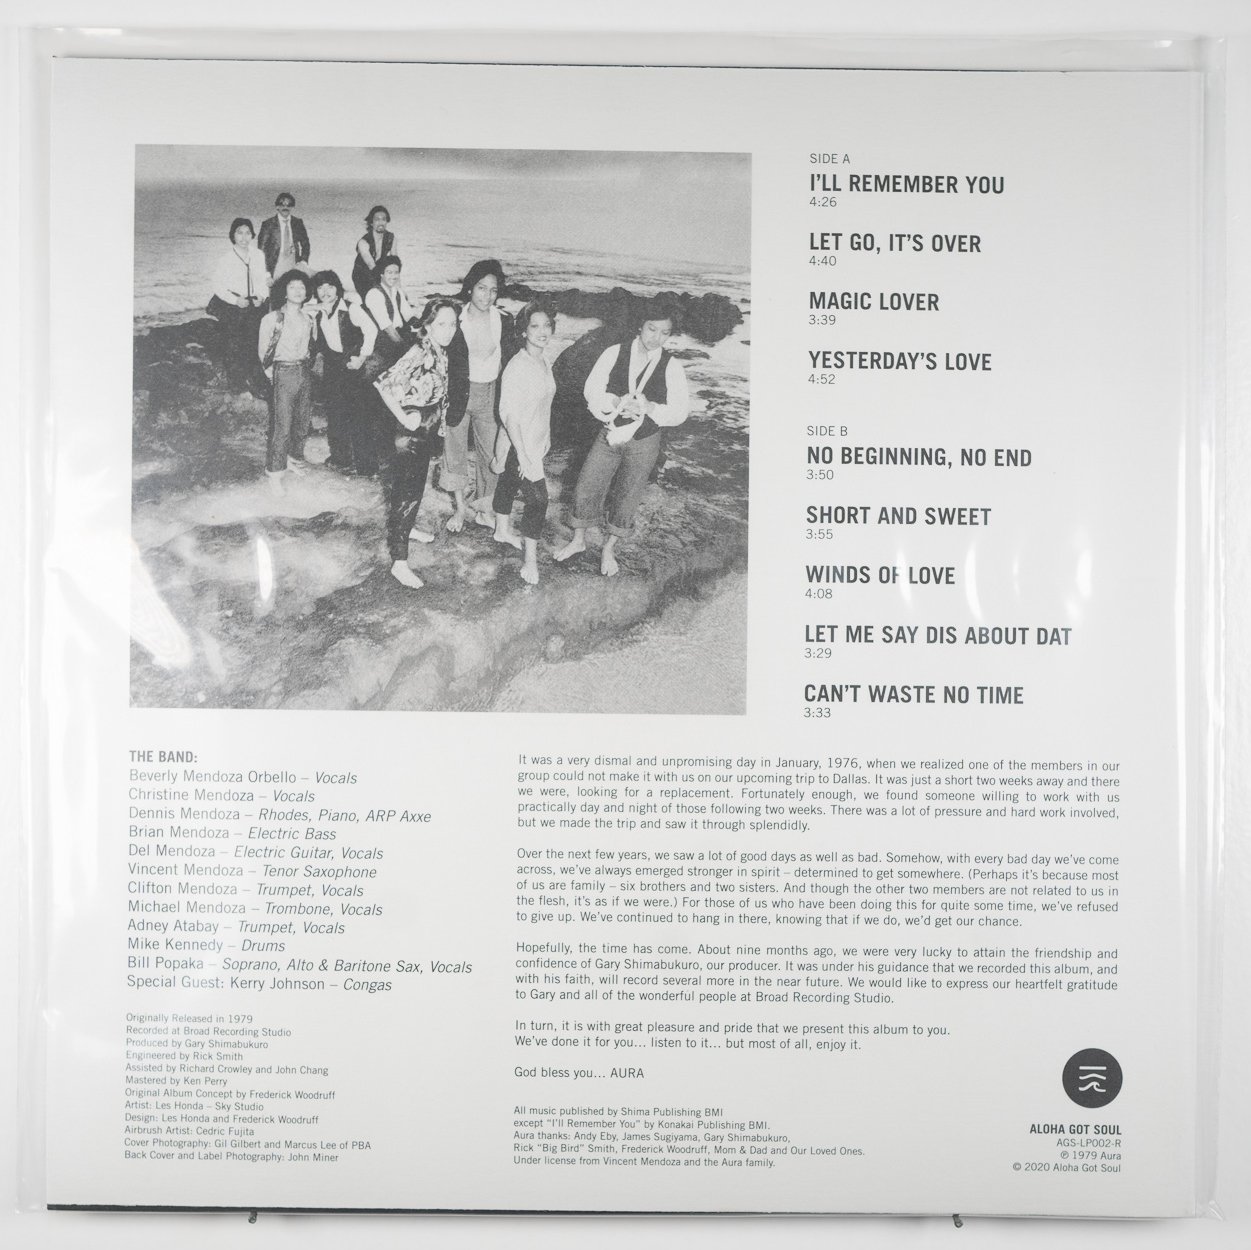 SIDE A
I'LL REMEMBER YOU
4:26
LET GO, IT'S OVER
4:40
MAGIC LOVER
3:39
YESTERDAY'S LOVE
4:52
SIDE B
NO BEGINNING, NO END
3:50
SHORT AND SWEET
3:55
WINDS OF LOVE
4:08
LET ME SAY DIS ABOUT DAT
3:29
CAN'T WASTE NO TIME
3:33
THE BAND:
Beverly Mendoza Orbello – Vocals
Christine Mendoza – Vocals
Dennis Mendoza – Rhodes, Piano, ARP Axxe
Brian Mendoza – Electric Bass
Del Mendoza – Electric Guitar, Vocals
Vincent Mendoza – Tenor Saxophone
Clifton Mendoza – Trumpet, Vocals
Michael Mendoza – Trombone, Vocals
Adney Atabay – Trumpet, Vocals
Mike Kennedy – Drums
Bill Popaka – Soprano, Alto & Baritone Sax, Vocals
Special Guest: Kerry Johnson – Congas
Originally Released in 1979
Recorded at Broad Recording Studio
Produced by Gary Shimabukuro
Engineered by Rick Smith
Assisted by Richard Crowley and John Chang
Mastered by Ken Perry
Original Album Concept by Frederick Woodruff
Artist: Les Honda – Sky Studio
Design: Les Honda and Frederick Woodruff
Airbrush Artist: Cedric Fujita
Cover Photography: Gil Gilbert and Marcus Lee of PBA
Back Cover and Label Photography: John Miner
It was a very dismal and unpromising day in January, 1976, when we realized one of the members in our
group could not make it with us on our upcoming trip to Dallas. It was just a short two weeks away and there
we were, looking for a replacement. Fortunately enough, we found someone willing to work with us
practically day and night of those following two weeks. There was a lot of pressure and hard work involved,
but we made the trip and saw it through splendidly.
Over the next few years, we saw a lot of good days as well as bad. Somehow, with every bad day we've come
across, we've always emerged stronger in spirit – determined to get somewhere. (Perhaps it's because most
of us are family – six brothers and two sisters. And though the other two members are not related to us in
the flesh, it's as if we were.) For those of us who have been doing this for quite some time, we've refused
to give up. We've continued to hang in there, knowing that if we do, we'd get our chance.
Hopefully, the time has come. About nine months ago, we were very lucky to attain the friendship and
confidence of Gary Shimabukuro, our producer. It was under his guidance that we recorded this album, and
with his faith, will record several more in the near future. We would like to express our heartfelt gratitude
to Gary and all of the wonderful people at Broad Recording Studio.
In turn, it is with great pleasure and pride that we present this album to you.
We've done it for you... listen to it... but most of all, enjoy it.
God bless you... AURA
All music published by Shima Publishing BMI
except "I'll Remember You" by Konakai Publishing BMI.
Aura thanks: Andy Eby, James Sugiyama, Gary Shimabukuro,
Rick "Big Bird" Smith, Frederick Woodruff, Mom & Dad and Our Loved Ones.
Under license from Vincent Mendoza and the Aura family.
ALOHA GOT SOUL
AGS-LP002-R
℗ 1979 Aura
© 2020 Aloha Got Soul